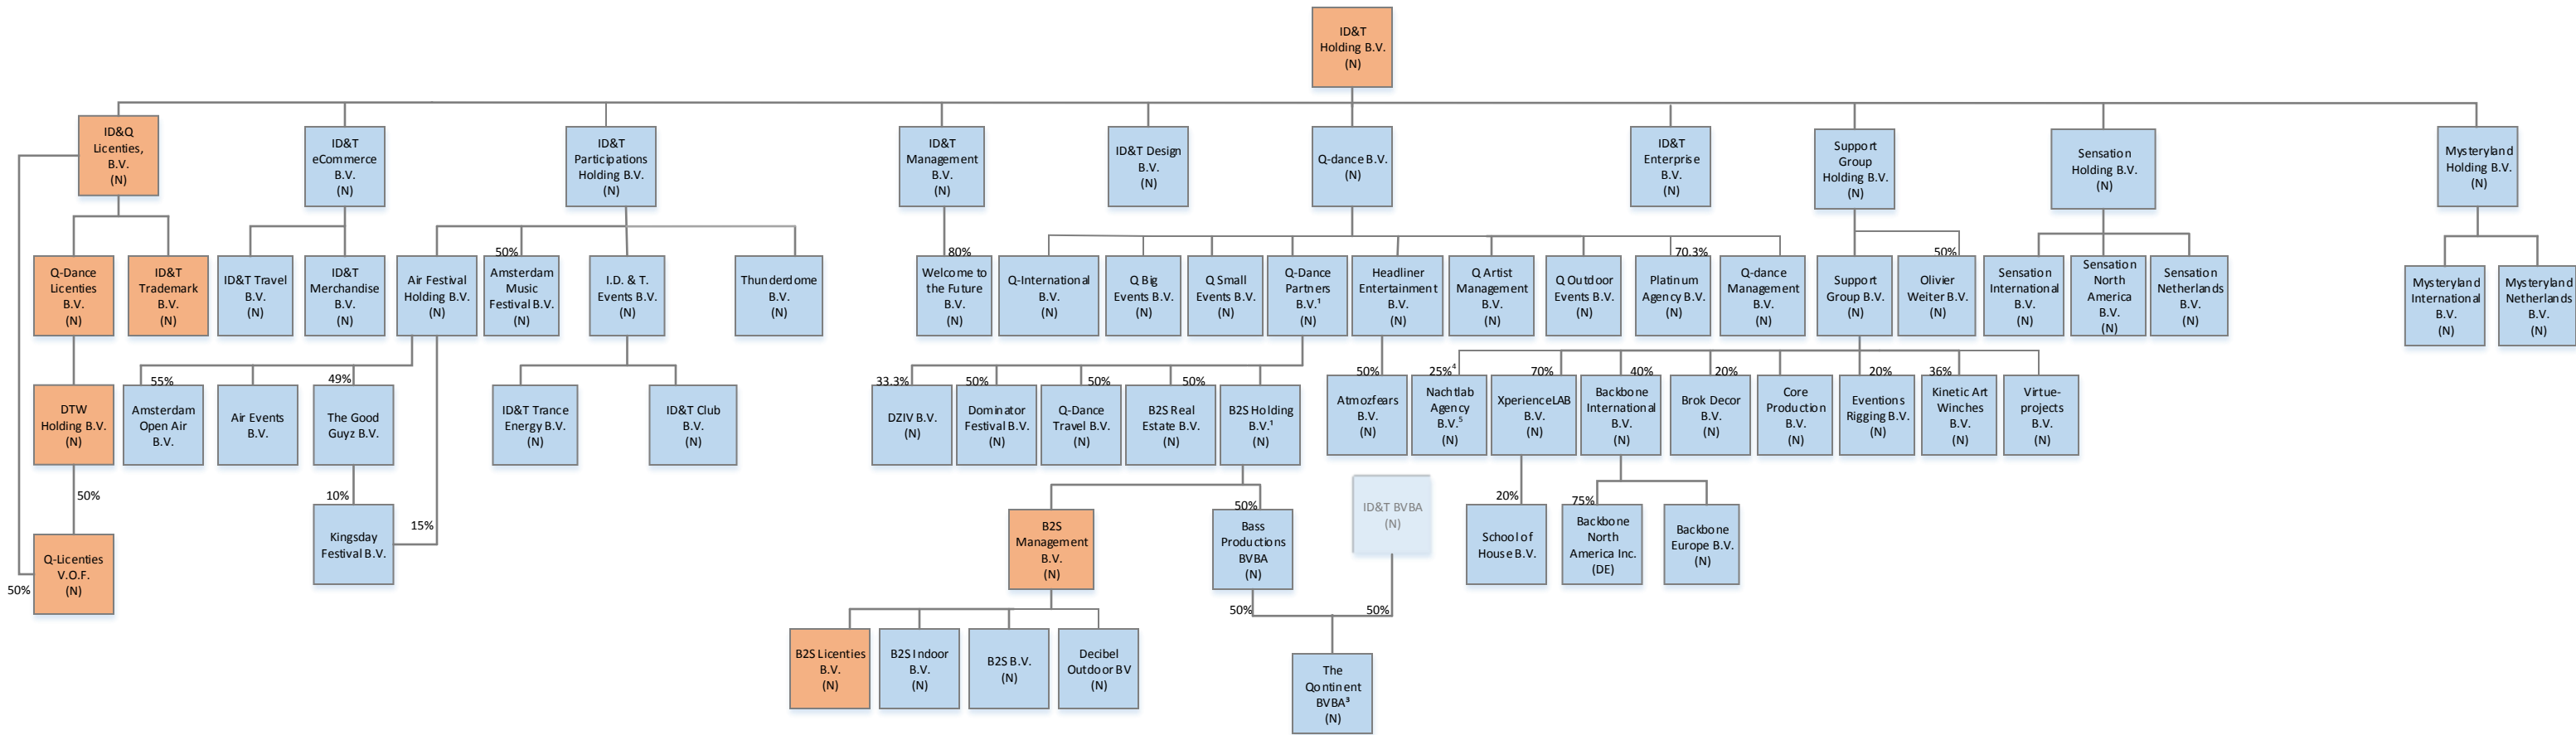 ID&T
Holding B.V.
(N)
ID&Q
Licenties,
B.V.
(N)
ID&T
eCommerce
B.V.
(N)
ID&T
Participations
Holding B.V.
(N)
ID&T
Management
B.V.
(N)
ID&T Design
B.V.
(N)
Q-dance B.V.
(N)
ID&T
Enterprise
B.V.
(N)
Support
Group
Holding B.V.
(N)
Sensation
Holding B.V.
(N)
Mysteryland
Holding B.V.
(N)
Q-Dance
Licenties
B.V.
(N)
ID&T
Trademark
B.V.
(N)
ID&T Travel
B.V.
(N)
ID&T
Merchandise
B.V.
(N)
Air Festival
Holding B.V.
(N)
50%
Amsterdam
Music
Festival B.V.
(N)
I.D. & T.
Events B.V.
(N)
Thunderdome
B.V.
(N)
80%
Welcome to
the Future
B.V.
(N)
Q-International
B.V.
(N)
Q Big
Events B.V.
(N)
Q Small
Events B.V.
(N)
Q-Dance
Partners
B.V.¹
(N)
Headliner
Entertainment
B.V.
(N)
Q Artist
Management
B.V.
(N)
Q Outdoor
Events B.V.
(N)
70.3%
Platinum
Agency B.V.
(N)
Q-dance
Management
B.V.
(N)
Support
Group B.V.
(N)
50%
Olivier
Weiter B.V.
(N)
Sensation
International
B.V.
(N)
Sensation
North
America
B.V.
(N)
Sensation
Netherlands
B.V.
(N)
Mysteryland
International
B.V.
(N)
Mysteryland
Netherlands
B.V.
(N)
DTW
Holding B.V.
(N)
55%
Amsterdam
Open Air
B.V.
Air Events
B.V.
49%
The Good
Guyz B.V.
ID&T Trance
Energy B.V.
(N)
ID&T Club
B.V.
(N)
33.3%
DZIV B.V.
(N)
50%
Dominator
Festival B.V.
(N)
50%
Q-Dance
Travel B.V.
(N)
50%
B2S Real
Estate B.V.
(N)
B2S Holding
B.V.¹
(N)
50%
Atmozfears
B.V.
(N)
25%⁴
Nachtlab
Agency
B.V.⁵
(N)
70%
XperienceLAB
B.V.
(N)
40%
Backbone
International
B.V.
(N)
20%
Brok Decor
B.V.
(N)
Core
Production
B.V.
(N)
20%
Eventions
Rigging B.V.
(N)
36%
Kinetic Art
Winches
B.V.
(N)
Virtue-
projects
B.V.
(N)
50%
Q-Licenties
V.O.F.
(N)
50%
10%
Kingsday
Festival B.V.
15%
B2S
Management
B.V.
(N)
50%
Bass
Productions
BVBA
(N)
ID&T BVBA
(N)
20%
School of
House B.V.
75%
Backbone
North
America Inc.
(DE)
Backbone
Europe B.V.
(N)
50%
50%
B2S Licenties
B.V.
(N)
B2S Indoor
B.V.
(N)
B2S B.V.
(N)
Decibel
Outdoor BV
(N)
The
Qontinent
BVBA³
(N)